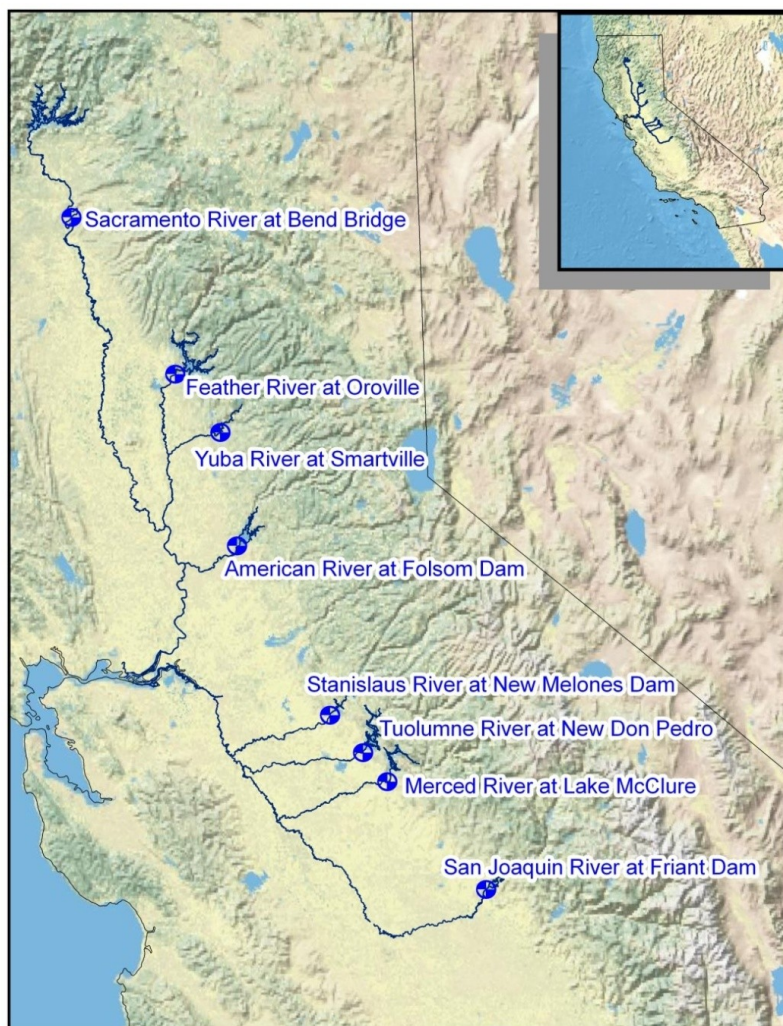 Sacramento River at Bend Bridge
Feather River at Oroville
Yuba River at Smartville
American River at Folsom Dam
Stanislaus River at New Melones Dam
Tuolumne River at New Don Pedro
Merced River at Lake McClure
San Joaquin River at Friant Dam